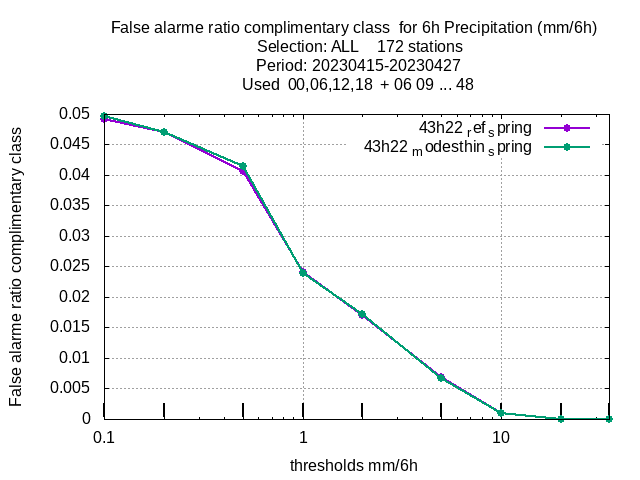 False alarme ratio complimentary class  for 6h Precipitation (mm/6h)
Selection: ALL    172 stations
Period: 20230415-20230427
Used  00,06,12,18  + 06 09 ... 48
43h22 ref spring
43h22 modesthin spring
False alarme ratio complimentary class
0.05
0.045
0.04
0.035
0.03
0.025
0.02
0.015
0.01
0.005
0
0.1
1
10
thresholds mm/6h